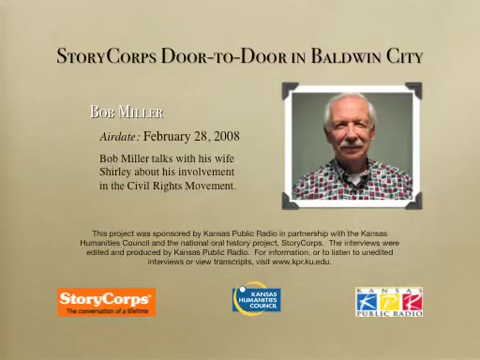 StoryCorps Door-to-Door in Baldwin City
Bob Miller
Airdate: February 28, 2008
Bob Miller talks with his wife
Shirley about his involvement
in the Civil Rights Movement.
This project was sponsored by Kansas Public Radio in partnership with the Kansas
Humanities Council and the national oral history project, StoryCorps. The interviews were
edited and produced by Kansas Public Radio. For information, or to listen to unedited
interviews or view transcripts, visit www.kpr.ku.edu.
StoryCorps
The conversation of a lifetime
KANSAS
HUMANITIES
COUNCIL
KANSAS
KPR
PUBLIC RADIO